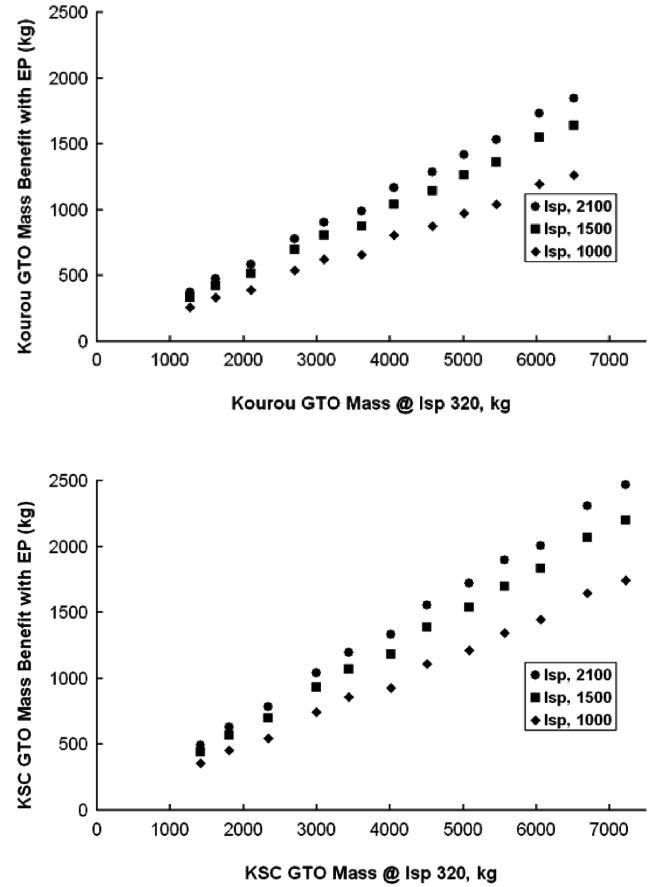 Kourou GTO Mass Benefit with EP (kg)
2500
2000
1500
1000
500
0
Isp, 2100
Isp, 1500
Isp, 1000
0 1000 2000 3000 4000 5000 6000 7000
Kourou GTO Mass @ Isp 320, kg
KSC GTO Mass Benefit with EP (kg)
2500
2000
1500
1000
500
0
Isp, 2100
Isp, 1500
Isp, 1000
0 1000 2000 3000 4000 5000 6000 7000
KSC GTO Mass @ Isp 320, kg